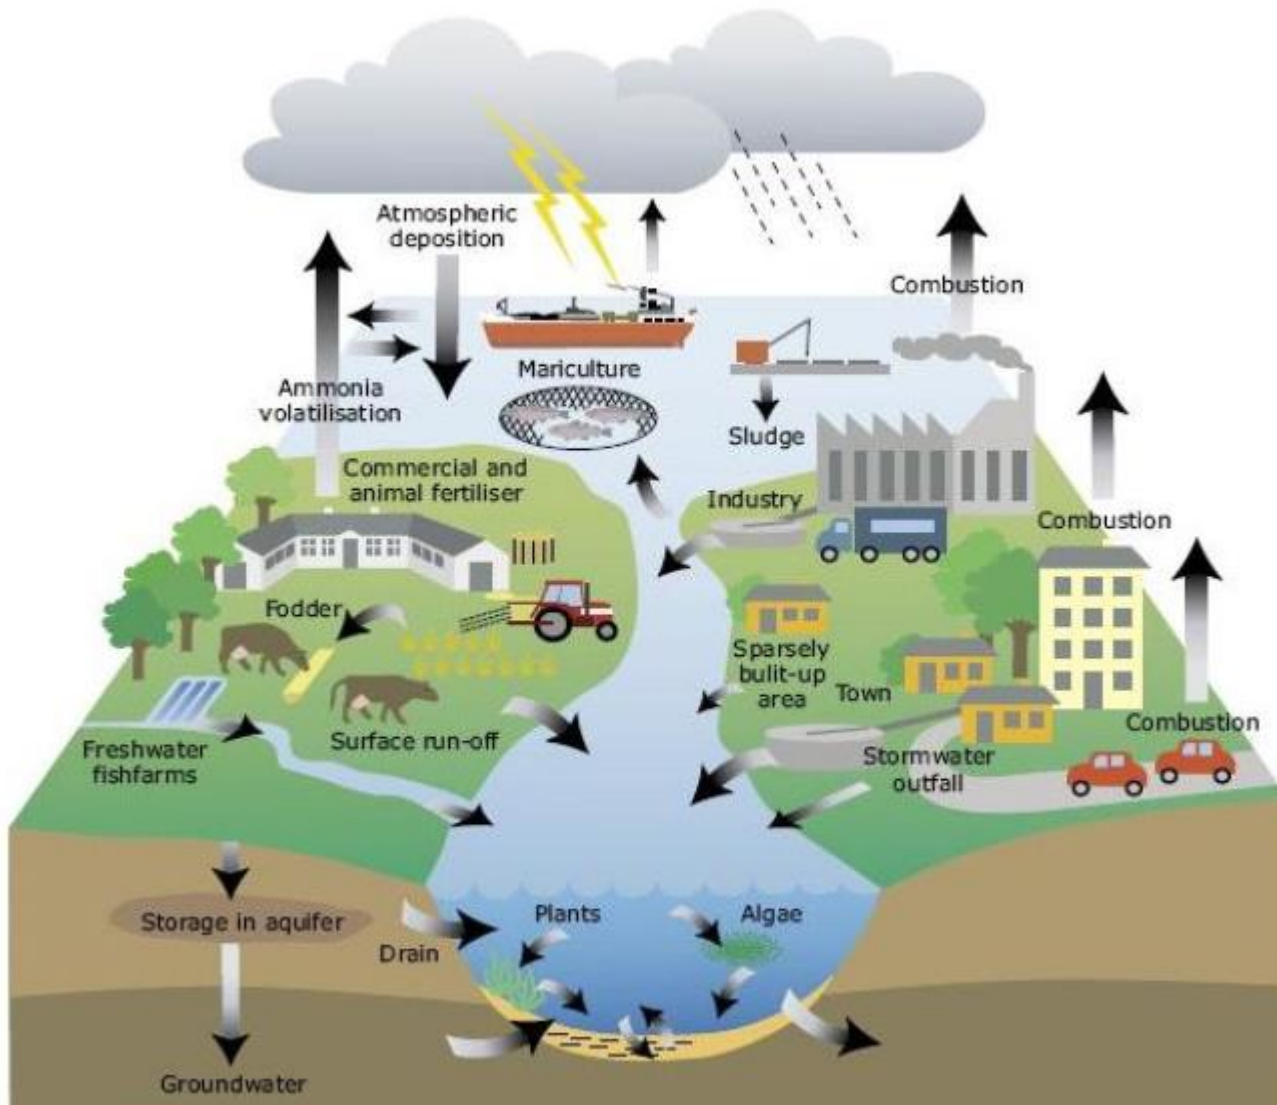 Atmospheric
deposition
Combustion
Mariculture
Ammonia
volatilisation
Sludge
Commercial and
animal fertiliser
Industry
Combustion
Fodder
Sparsely
bulit-up
area
Town
Combustion
Surface run-off
Freshwater
fishfarms
Stormwater
outfall
Plants
Algae
Storage in aquifer
Drain
Groundwater